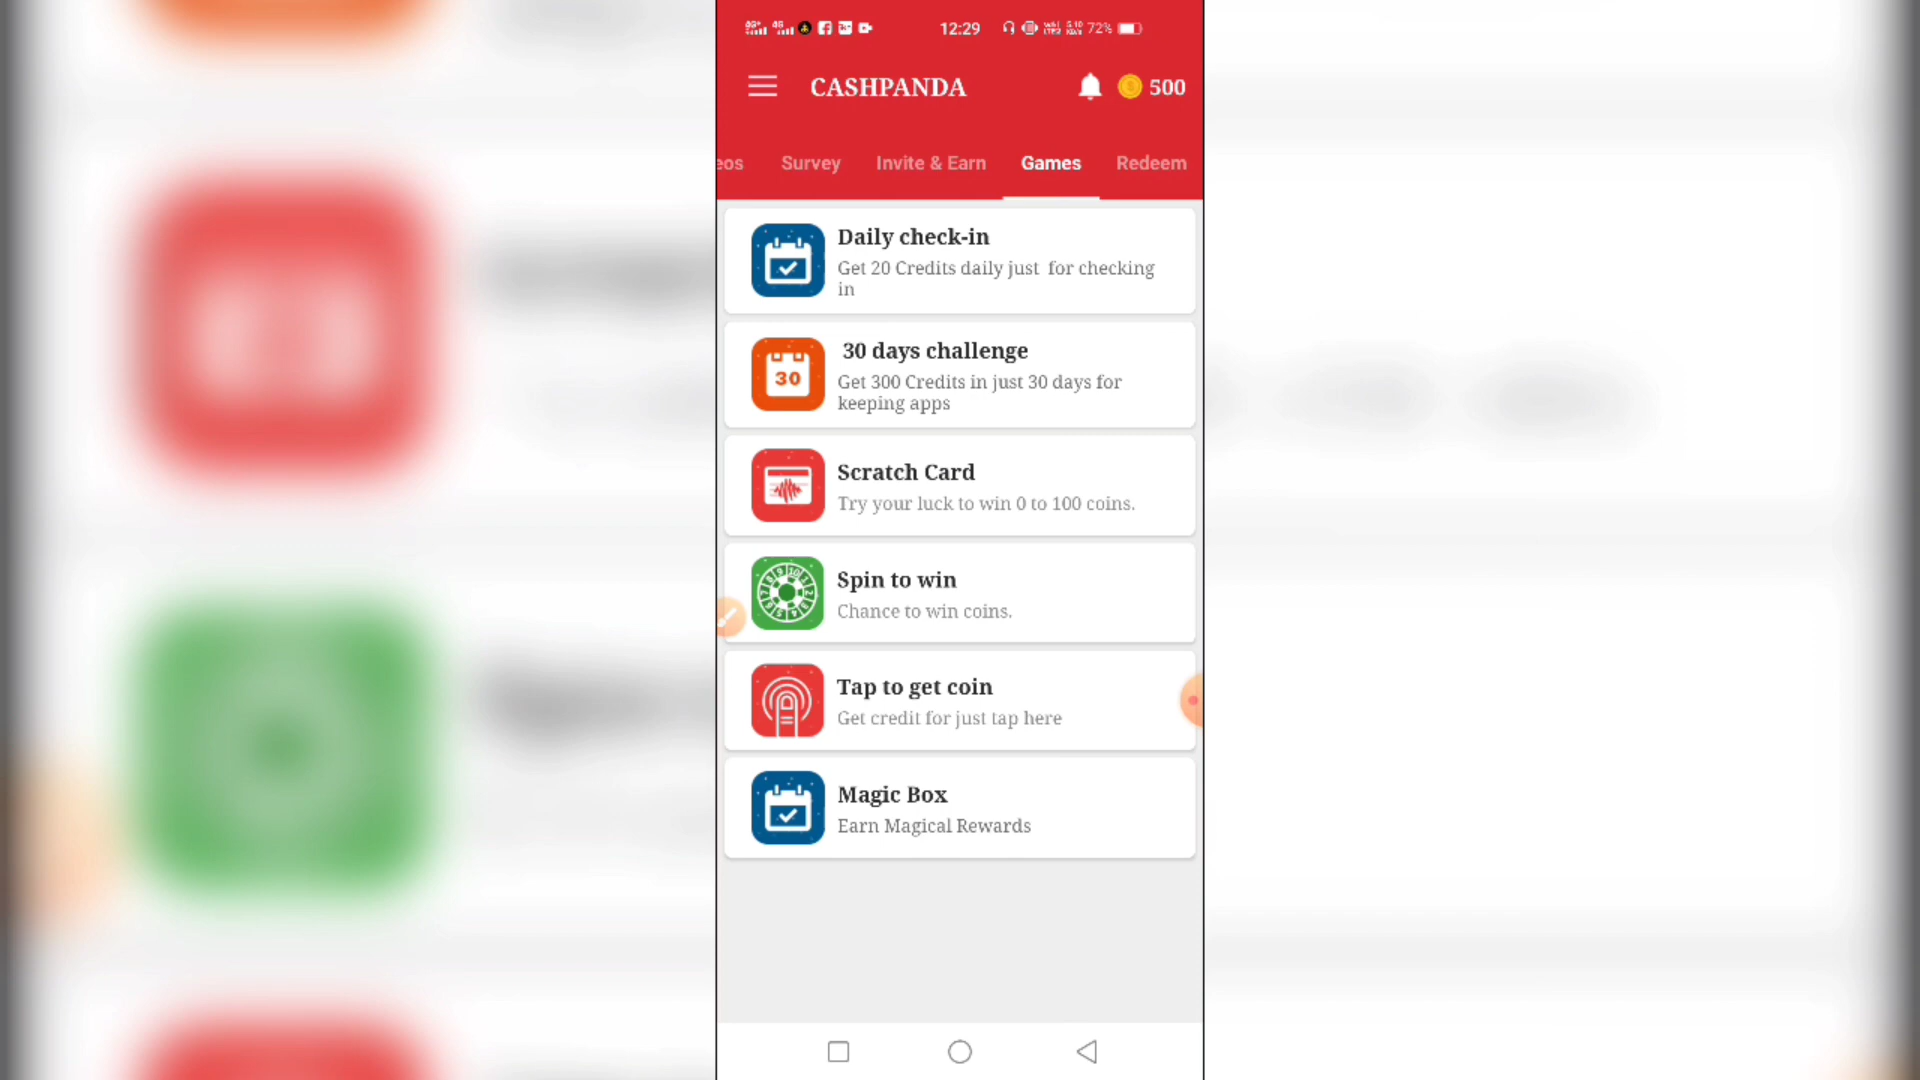 12:29
72%
CASHPANDA
500
eos Survey Invite & Earn Games Redeem
Daily check-in
Get 20 Credits daily just for checking
in
30 days challenge
30
Get 300 Credits in just 30 days for
keeping apps
Scratch Card
Try your luck to win 0 to 100 coins.
Spin to win
Chance to win coins.
Tap to get coin
Get credit for just tap here
Magic Box
Earn Magical Rewards